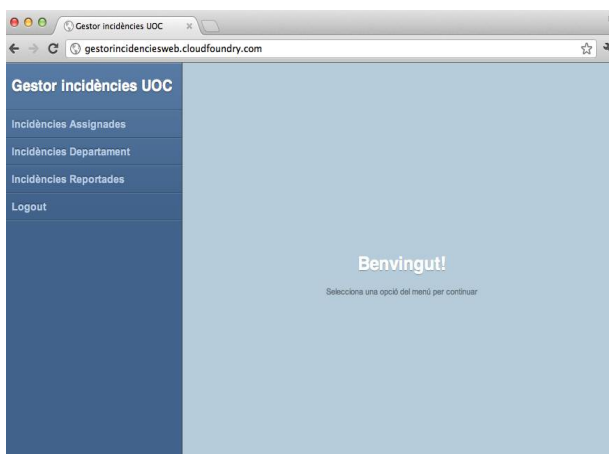 Gestor incidències UOC
gestorincidenciesweb.cloudfoundry.com
Gestor incidències UOC
Incidències Assignades
Incidències Departament
Incidències Reportades
Logout
Benvingut!
Selecciona una opció del menú per continuar